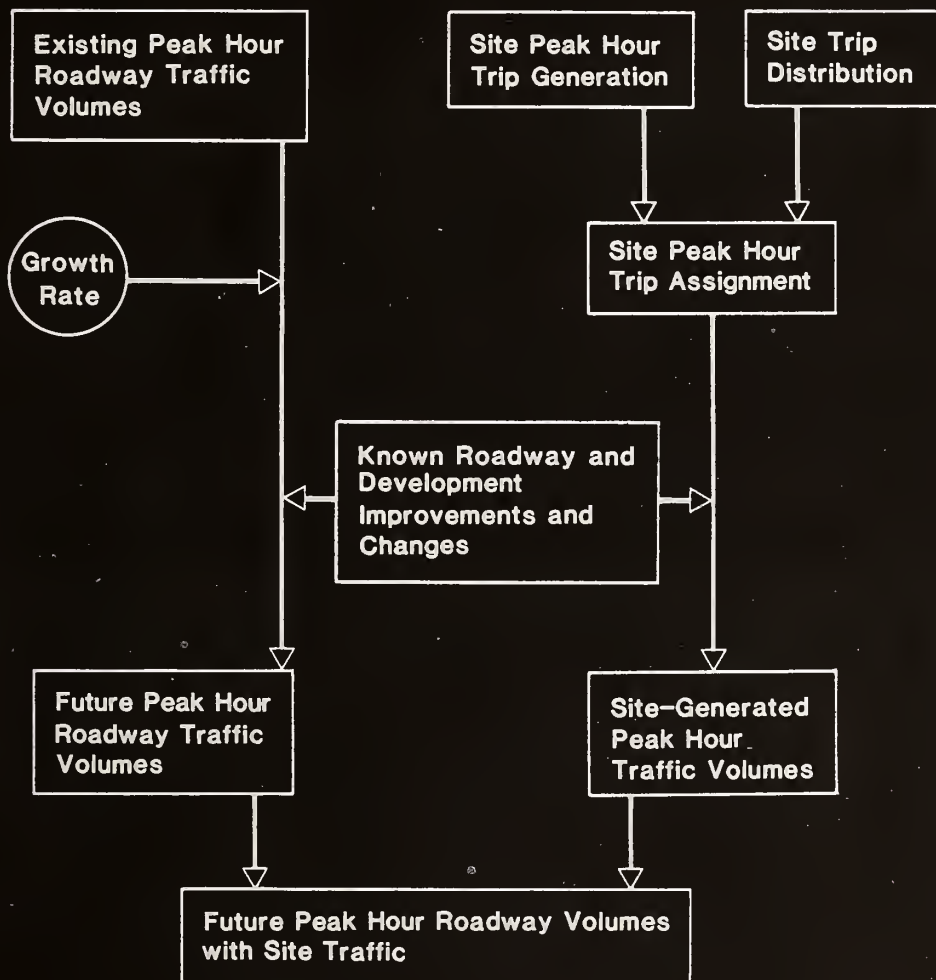 Existing Peak Hour
Roadway Traffic
Volumes
Site Peak Hour
Trip Generation
Site Trip
Distribution
Growth
Rate
Site Peak Hour
Trip Assignment
Known Roadway and
Development
Improvements and
Changes
Future Peak Hour
Roadway Traffic
Volumes
Site-Generated
Peak Hour
Traffic Volumes
Future Peak Hour Roadway Volumes
with Site Traffic